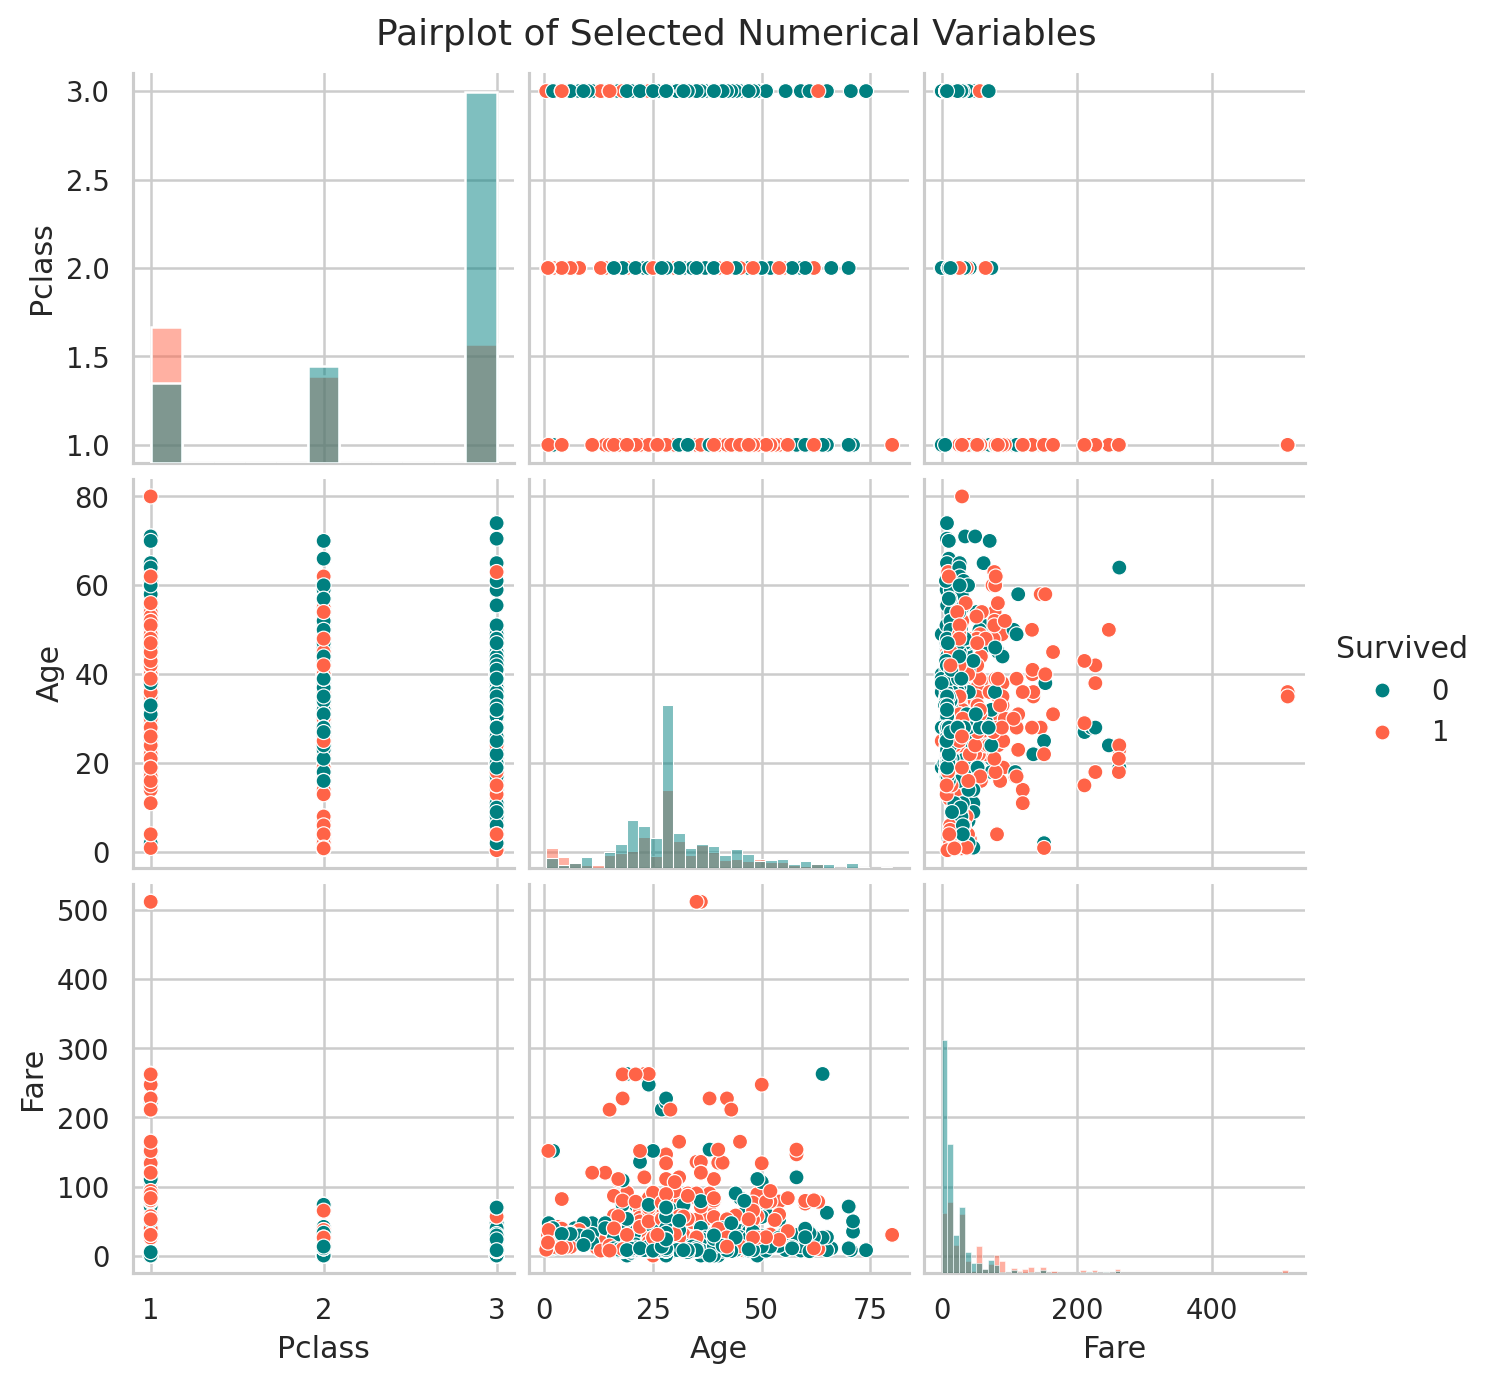 Pairplot of Selected Numerical Variables
3.0
2.5
2.0
1.5
1.0
Pclass
80
60
40
20
0
Age
Survived
0
1
500
400
300
200
100
0
Fare
1 2 3 0 25 50 75 0 200 400
Pclass Age Fare